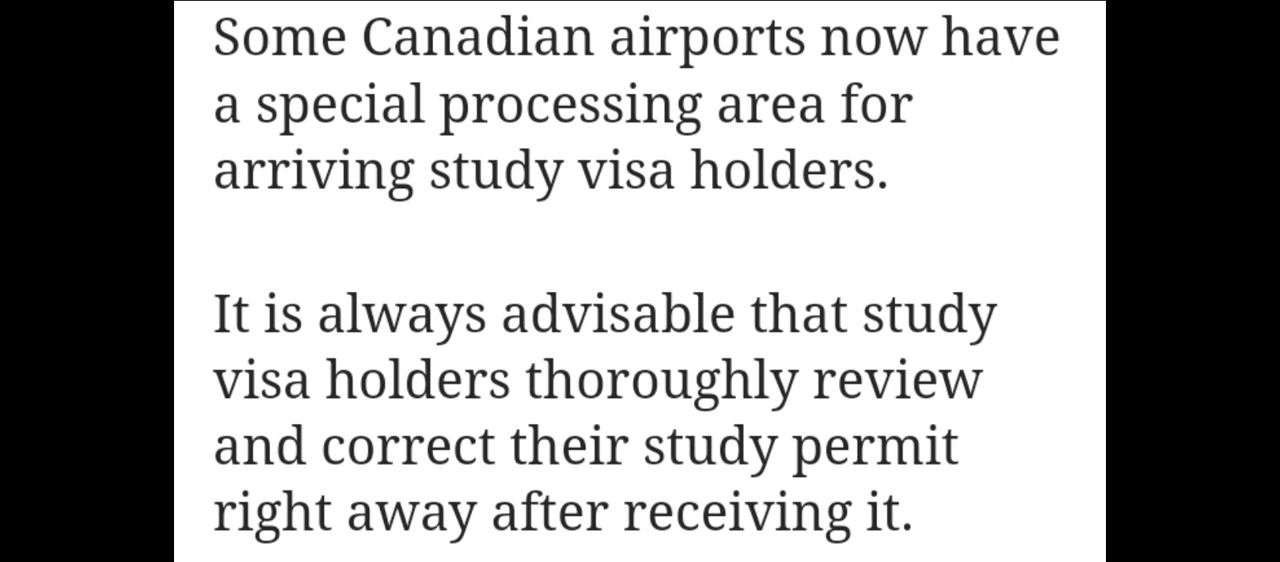 Some Canadian airports now have
a special processing area for
arriving study visa holders.
It is always advisable that study
visa holders thoroughly review
and correct their study permit
right away after receiving it.